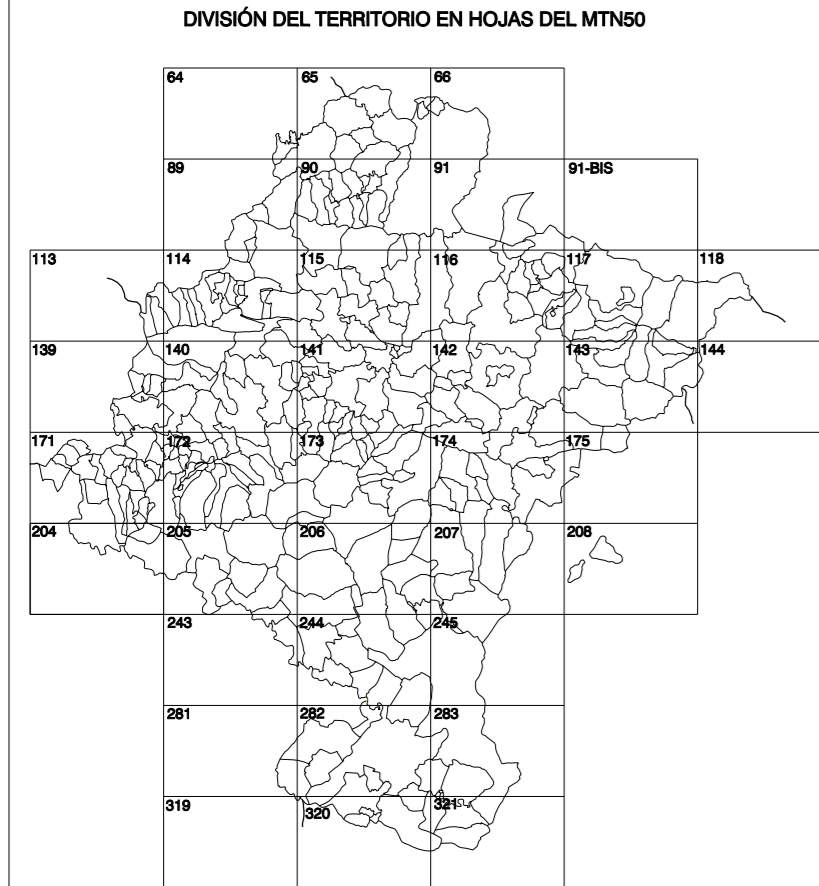 DIVISIÓN DEL TERRITORIO EN HOJAS DEL MTN50
64 65 66
89 90 91 91-BIS
113 114 115 116 117 118
139 140 141 142 143 144
171 172 173 174 175
204 205 206 207 208
243 244 245
281 282 283
319 320 321